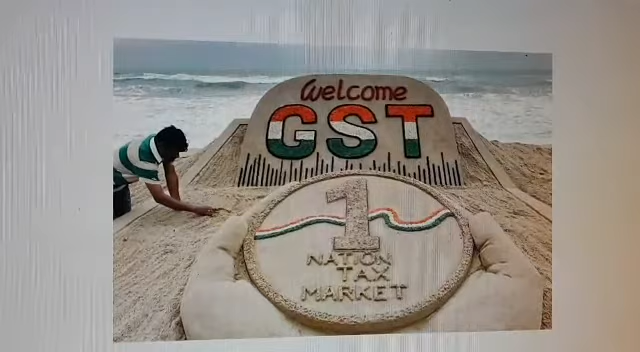 Welcome
GST
1
NATION
TAX
MARKET